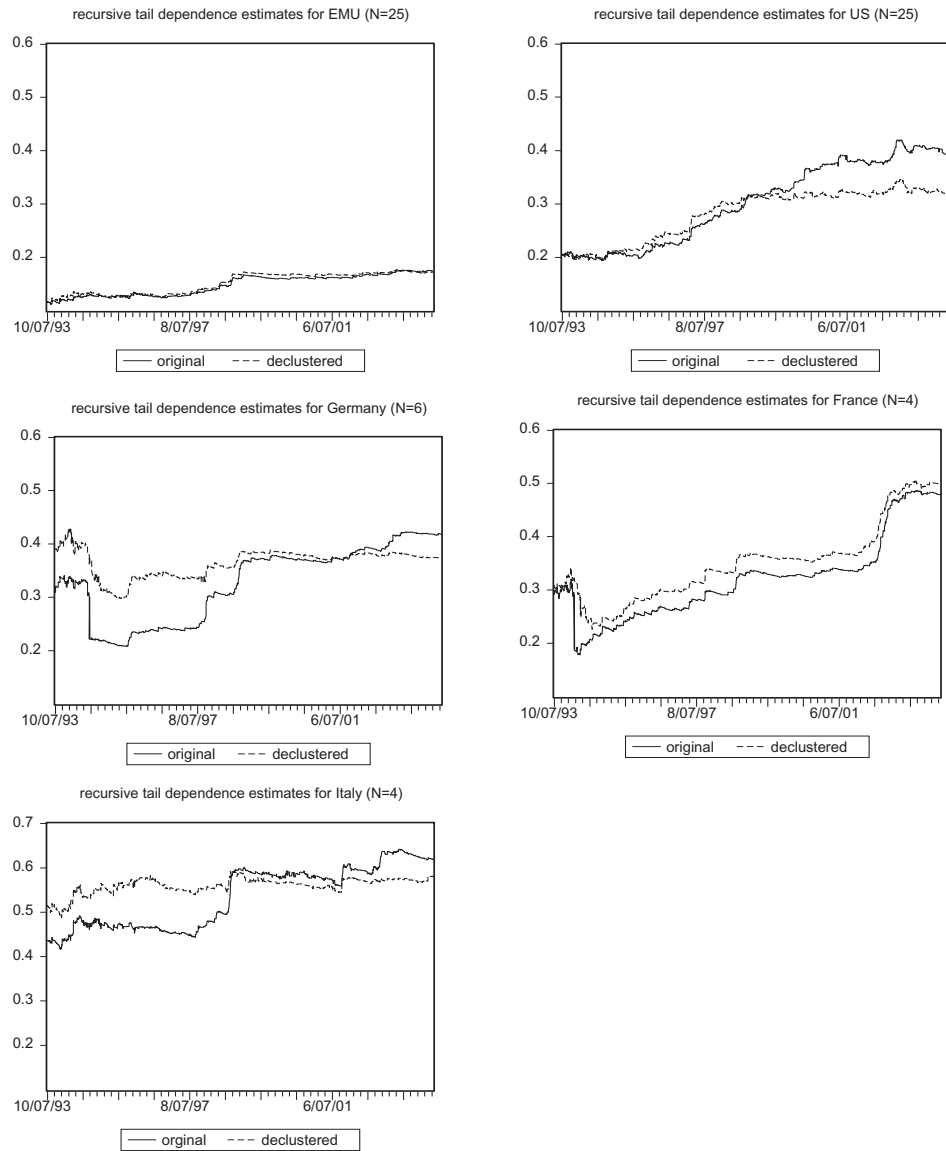 recursive tail dependence estimates for EMU (N=25)
0.6
0.5
0.4
0.3
0.2
10/07/93 8/07/97 6/07/01
original declustered
recursive tail dependence estimates for US (N=25)
0.6
0.5
0.4
0.3
0.2
10/07/93 8/07/97 6/07/01
original declustered
recursive tail dependence estimates for Germany (N=6)
0.6
0.5
0.4
0.3
0.2
10/07/93 8/07/97 6/07/01
original declustered
recursive tail dependence estimates for France (N=4)
0.6
0.5
0.4
0.3
0.2
10/07/93 8/07/97 6/07/01
original declustered
recursive tail dependence estimates for Italy (N=4)
0.7
0.6
0.5
0.4
0.3
0.2
10/07/93 8/07/97 6/07/01
orginal declustered